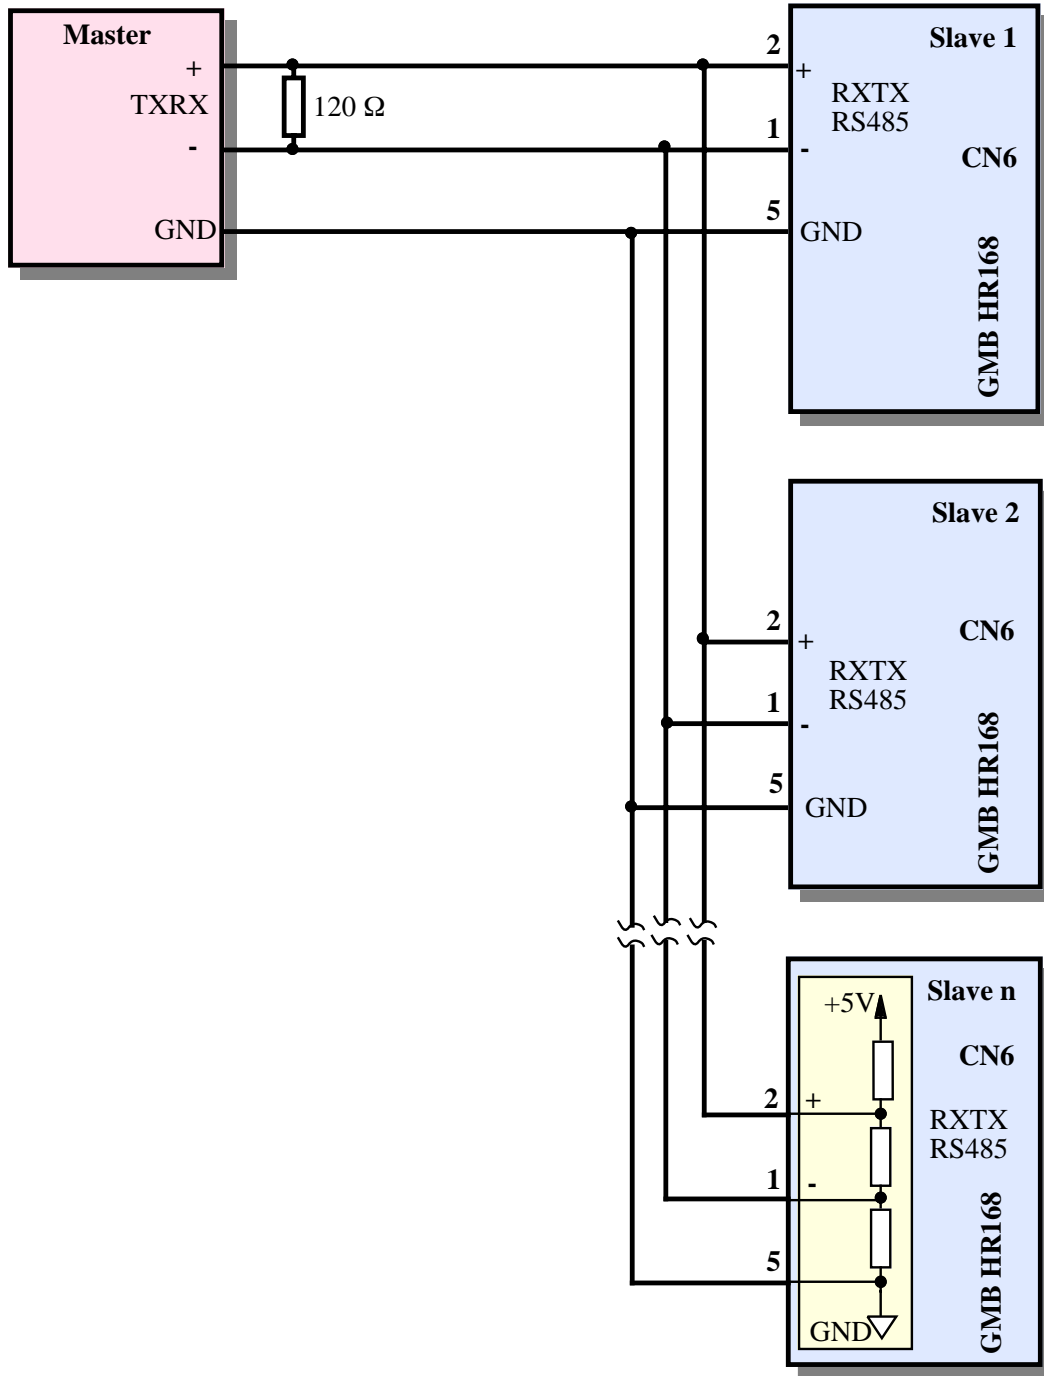 Master
+
TXRX
-
GND
120 Ω
2
1
5
Slave 1
+
RXTX
RS485
-
CN6
GND
GMB HR168
Slave 2
2
CN6
+
RXTX
RS485
1
-
5
GND
GMB HR168
Slave n
+5V
CN6
2
+
RXTX
RS485
1
-
5
GND
GMB HR168